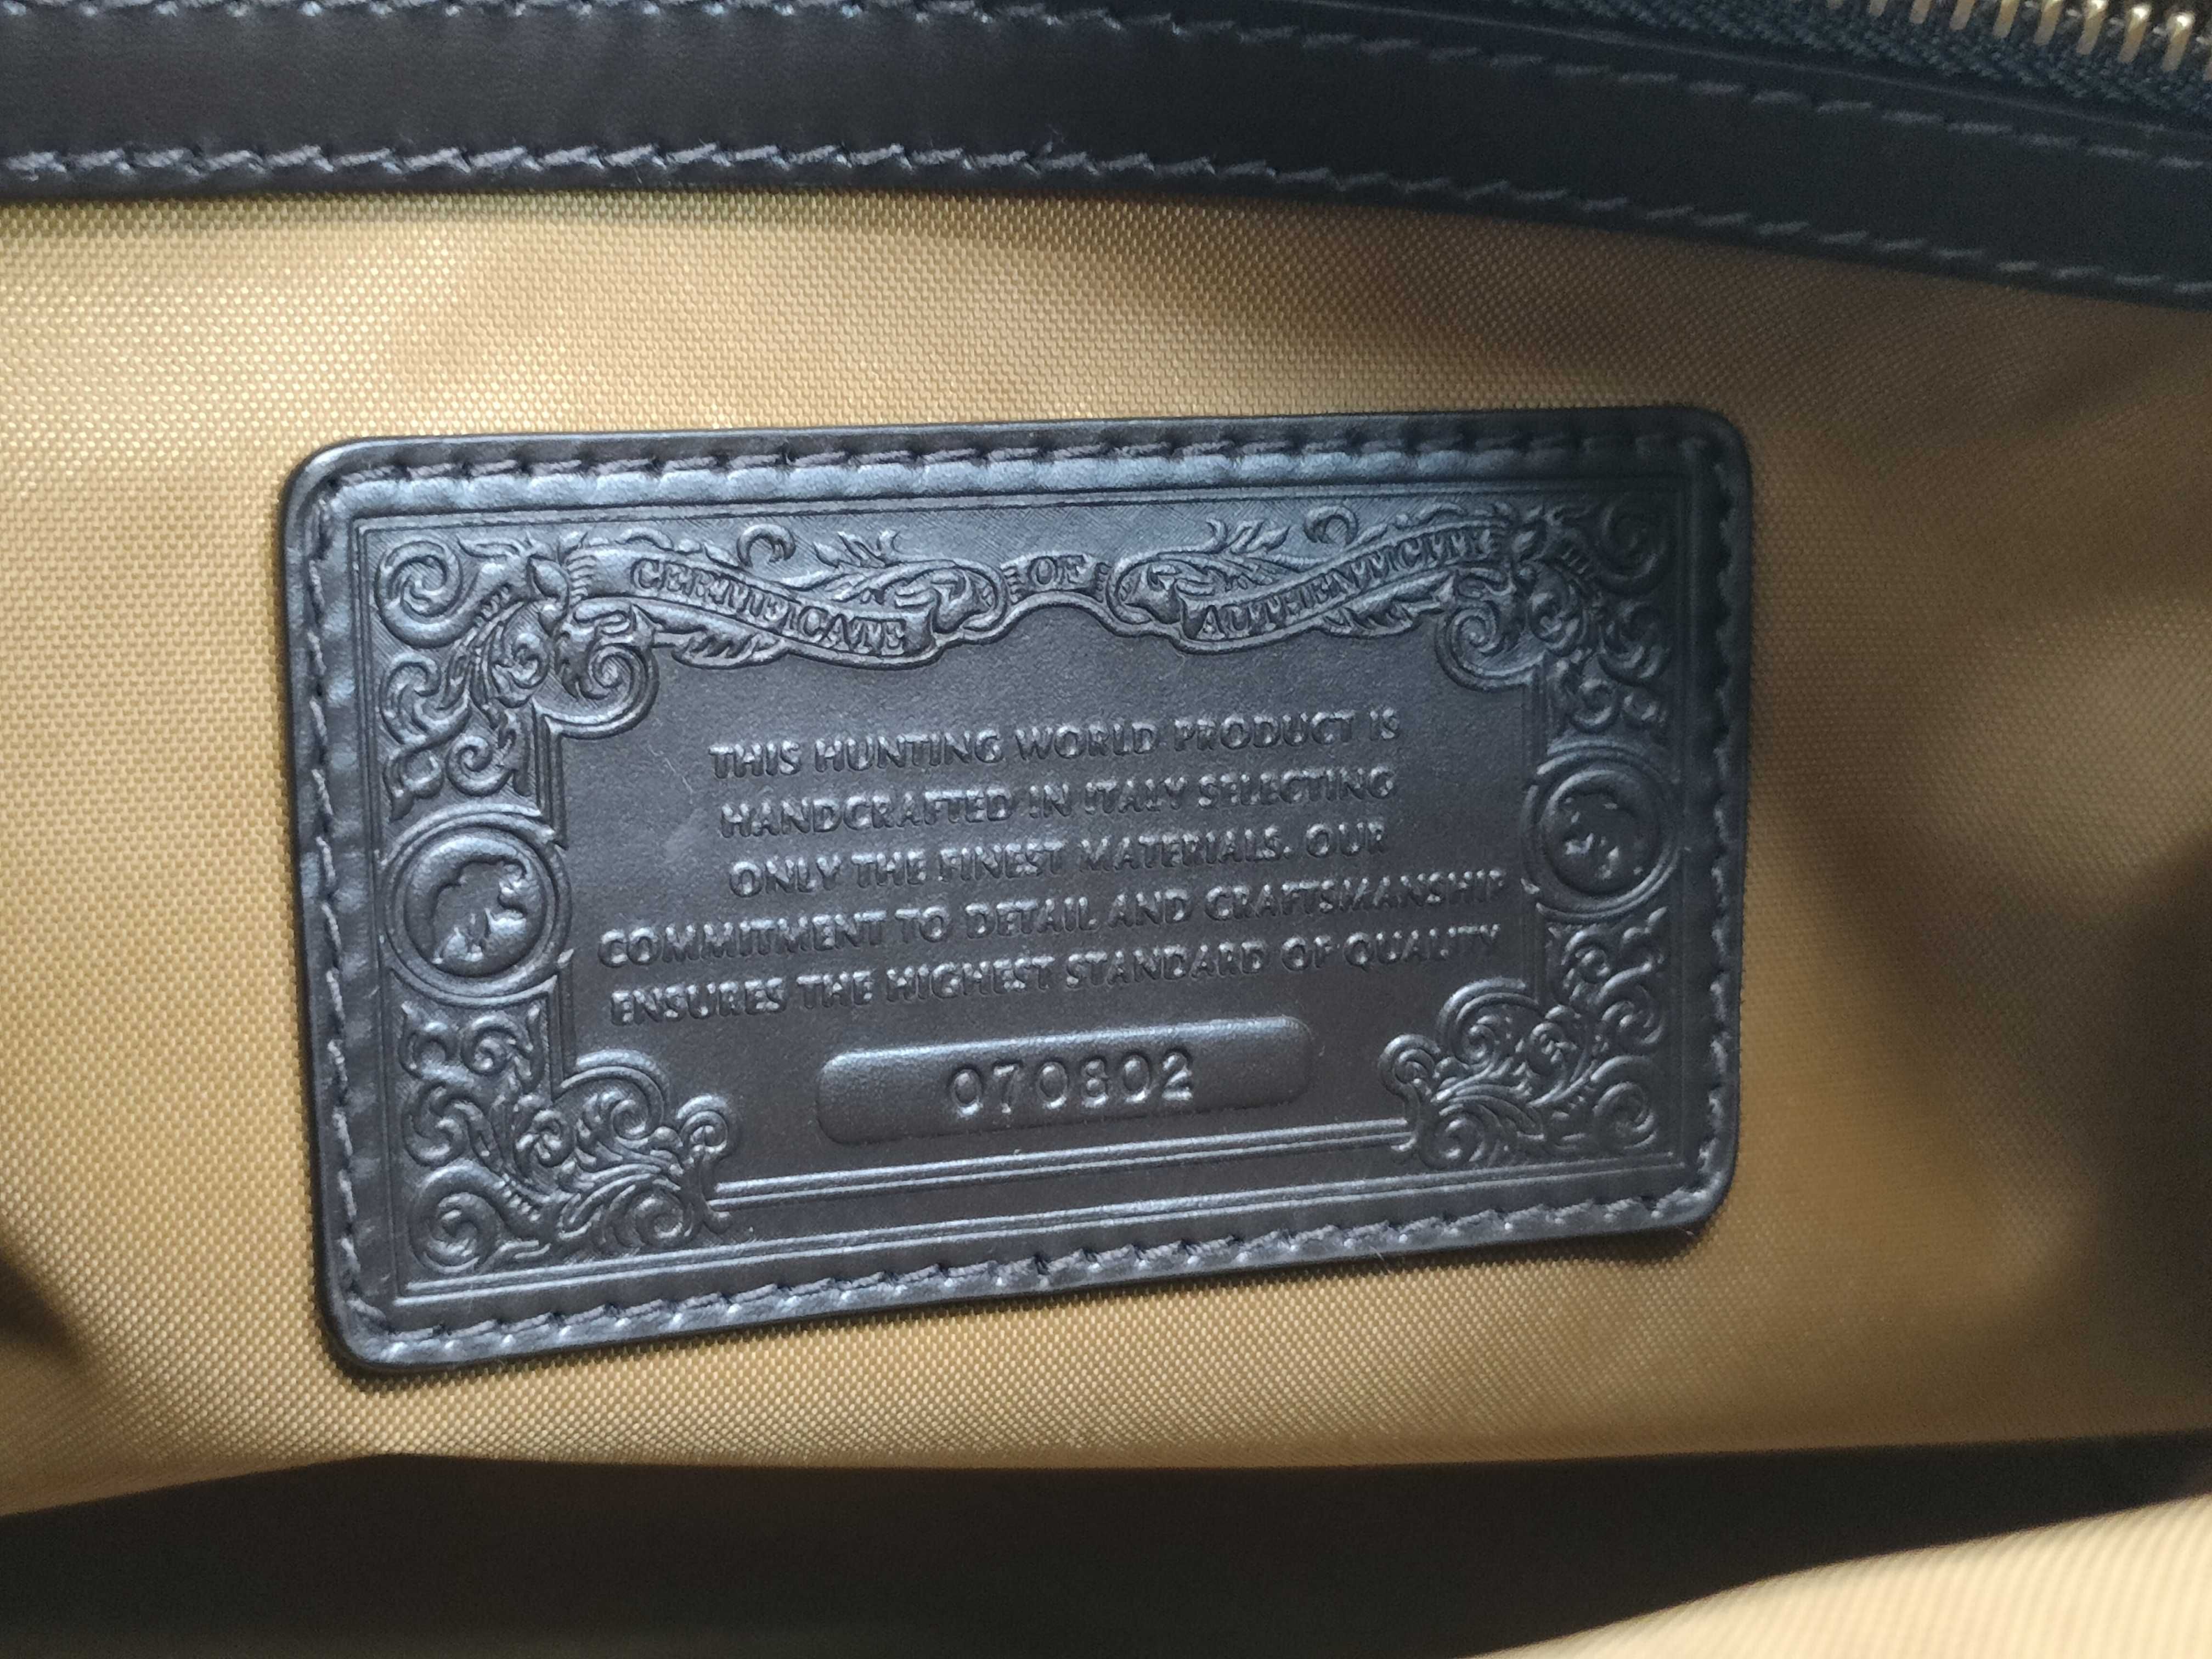 CERTIFICATE OF AUTHENTICITY
THIS HUNTING WORLD PRODUCT IS
HANDCRAFTED IN ITALY SELECTING
ONLY THE FINEST MATERIALS. OUR
COMMITMENT TO DETAIL AND CRAFTSMANSHIP
ENSURES THE HIGHEST STANDARD OF QUALITY
070802